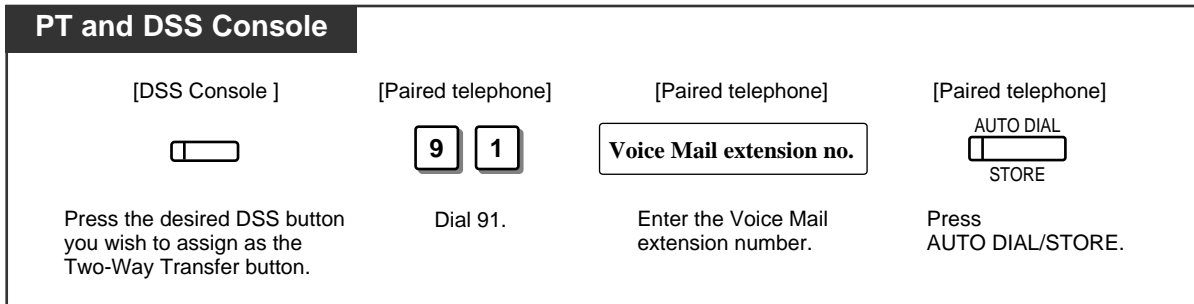 PT and DSS Console
[DSS Console ]
[Paired telephone]
[Paired telephone]
[Paired telephone]
9 1
Voice Mail extension no.
AUTO DIAL
STORE
Press the desired DSS button
you wish to assign as the
Two-Way Transfer button.
Dial 91.
Enter the Voice Mail
extension number.
Press
AUTO DIAL/STORE.